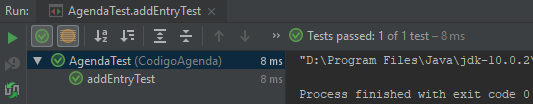 Run: AgendaTest.addEntryTest
Tests passed: 1 of 1 test – 8 ms
AgendaTest (CodigoAgenda) 8 ms
addEntryTest 8 ms
"D:\Program Files\Java\jdk-10.0.2\
Process finished with exit code 0